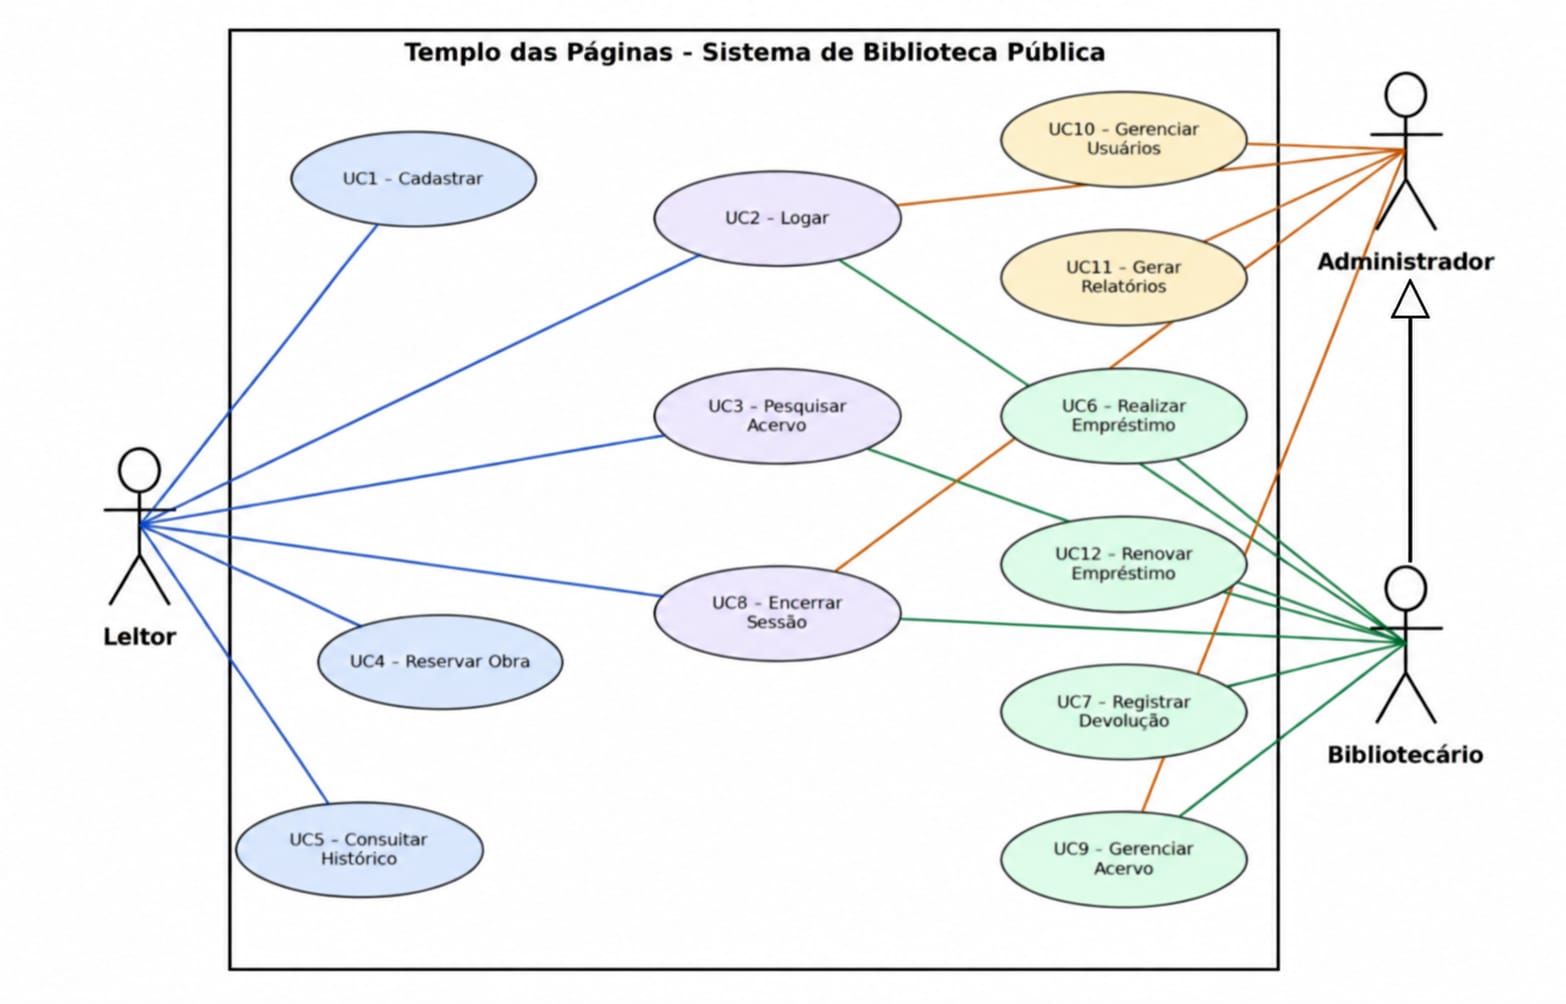 Templo das Páginas - Sistema de Biblioteca Pública
UC10 - Gerenciar
Usuários
UC1 - Cadastrar
UC2 - Logar
Administrador
UC11 - Gerar
Relatórios
UC3 - Pesquisar
Acervo
UC6 - Realizar
Empréstimo
UC12 - Renovar
Empréstimo
UC8 - Encerrar
Sessão
Leltor
UC4 - Reservar Obra
UC7 - Registrar
Devolução
Bibliotecário
UC5 - Consuitar
Histórico
UC9 - Gerenciar
Acervo